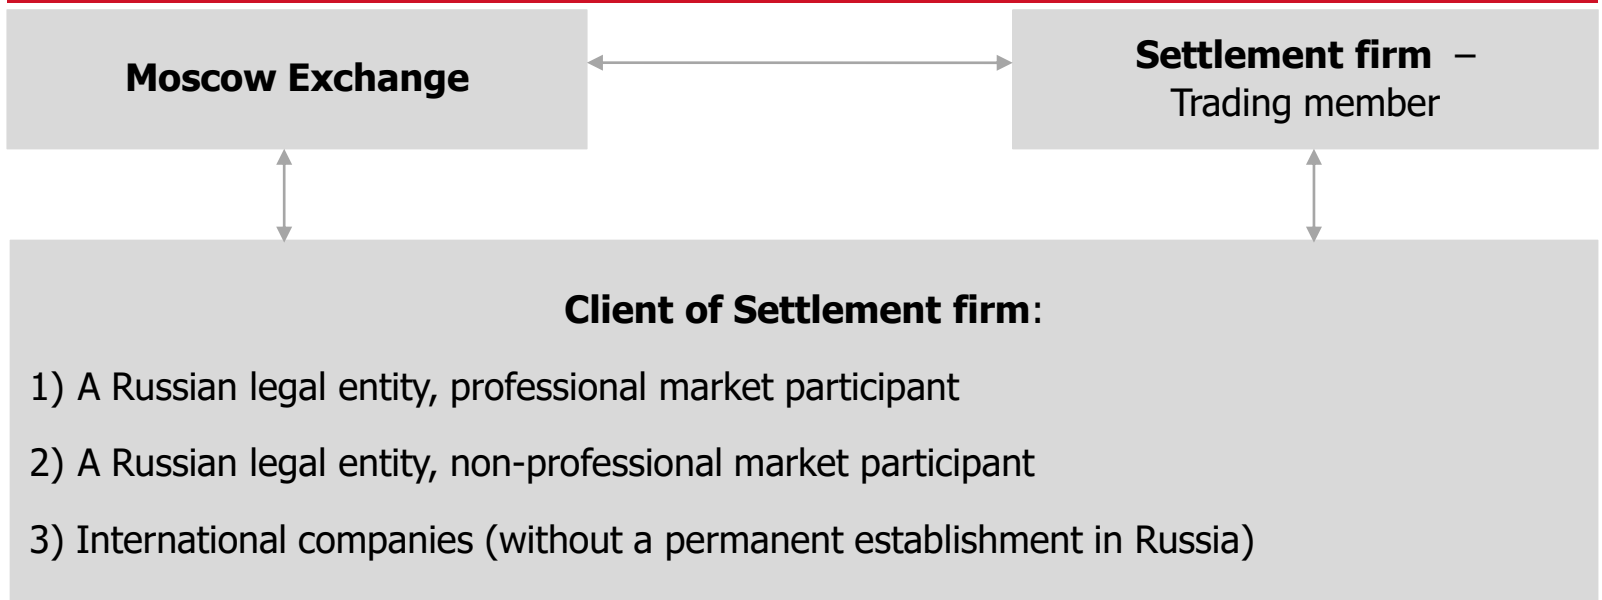 Moscow Exchange
Settlement firm –
Trading member
Client of Settlement firm:
1) A Russian legal entity, professional market participant
2) A Russian legal entity, non-professional market participant
3) International companies (without a permanent establishment in Russia)